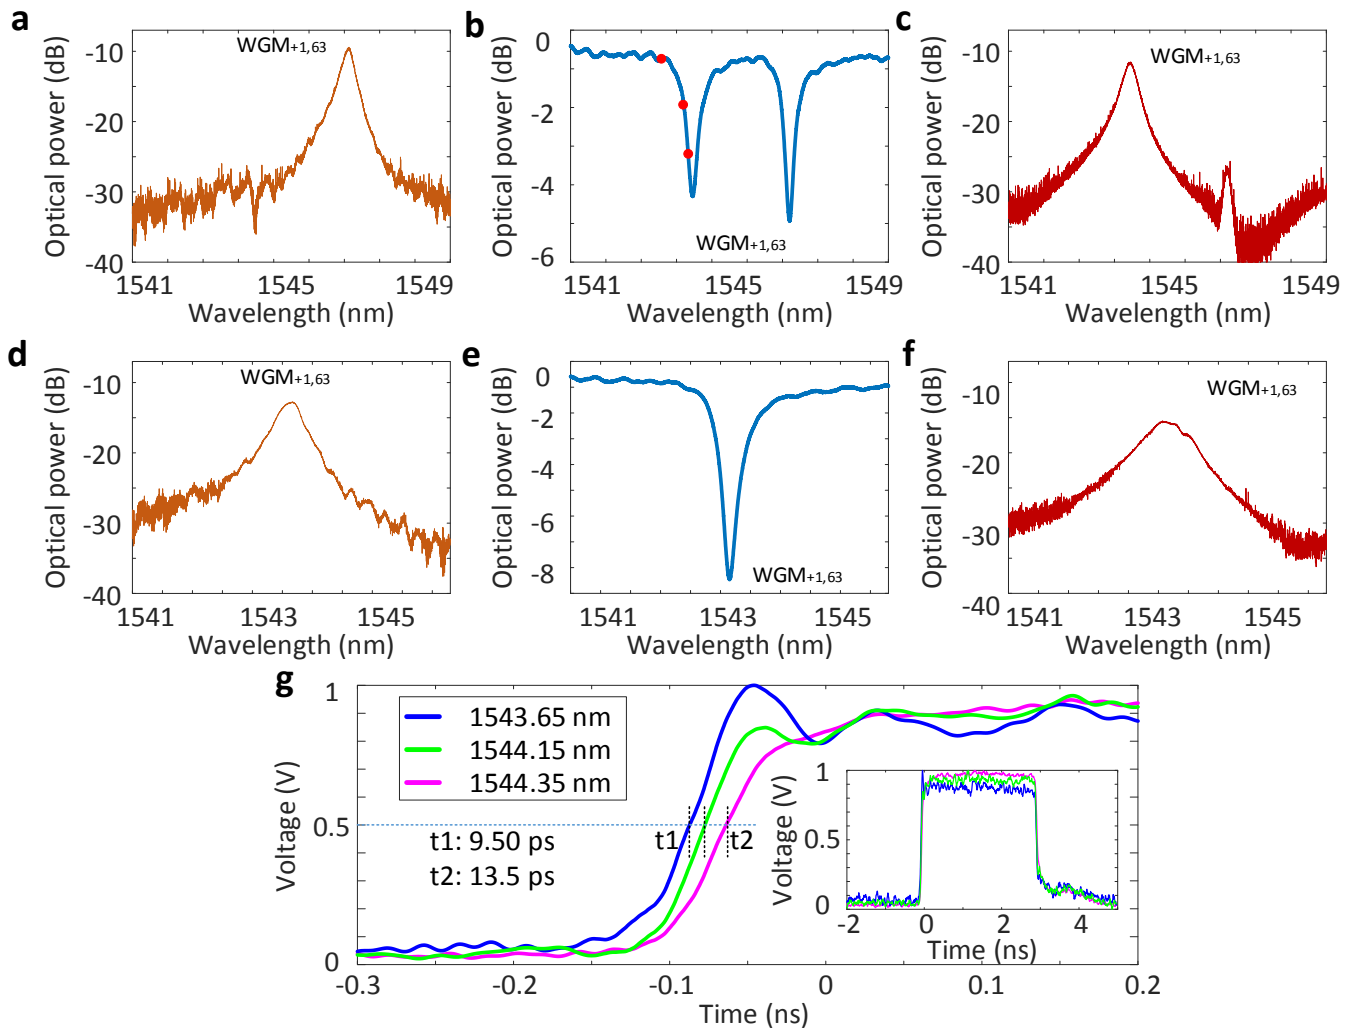 a
Optical power (dB)
-10
-20
-30
-40
WGM+1,63
1541
1545
1549
Wavelength (nm)
b
Optical power (dB)
0
-2
-4
-6
WGM+1,63
1541
1545
1549
Wavelength (nm)
c
Optical power (dB)
-10
-20
-30
-40
WGM+1,63
1541
1545
1549
Wavelength (nm)
d
Optical power (dB)
-10
-20
-30
-40
WGM+1,63
1541
1543
1545
Wavelength (nm)
e
Optical power (dB)
0
-2
-4
-6
-8
WGM+1,63
1541
1543
1545
Wavelength (nm)
f
Optical power (dB)
-10
-20
-30
-40
WGM+1,63
1541
1543
1545
Wavelength (nm)
g
Voltage (V)
1
0.5
0
1543.65 nm
1544.15 nm
1544.35 nm
t1: 9.50 ps
t2: 13.5 ps
t1
t2
-0.3
-0.2
-0.1
0
0.1
0.2
Time (ns)
Voltage (V)
1
0.5
0
-2
0
2
4
Time (ns)